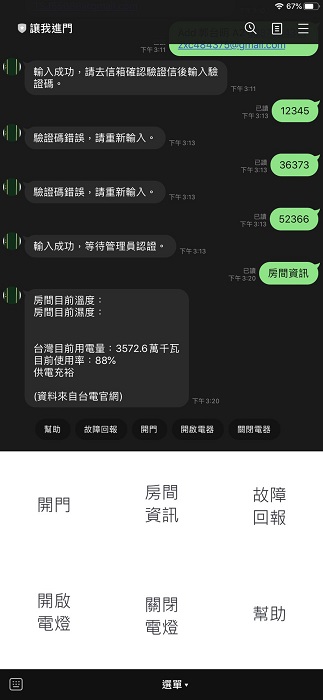 67%
讓我進門
zxc484375@gmail.com
下午3:11
輸入成功，請去信箱確認驗證信後輸入驗
證碼。
下午3:11
已讀
下午3:13
12345
驗證碼錯誤，請重新輸入。
下午3:13
已讀
下午3:13
36373
驗證碼錯誤，請重新輸入。
下午3:13
已讀
下午3:13
52366
輸入成功，等待管理員認證。
下午3:13
已讀
下午3:20
房間資訊
房間目前溫度：
房間目前濕度：
台灣目前用電量：3572.6萬千瓦
目前使用率：88%
供電充裕
(資料來自台電官網)
下午3:20
幫助
故障回報
開門
開啟電器
關閉電器
開門
房間
資訊
故障
回報
開啟
電燈
關閉
電燈
幫助
選單